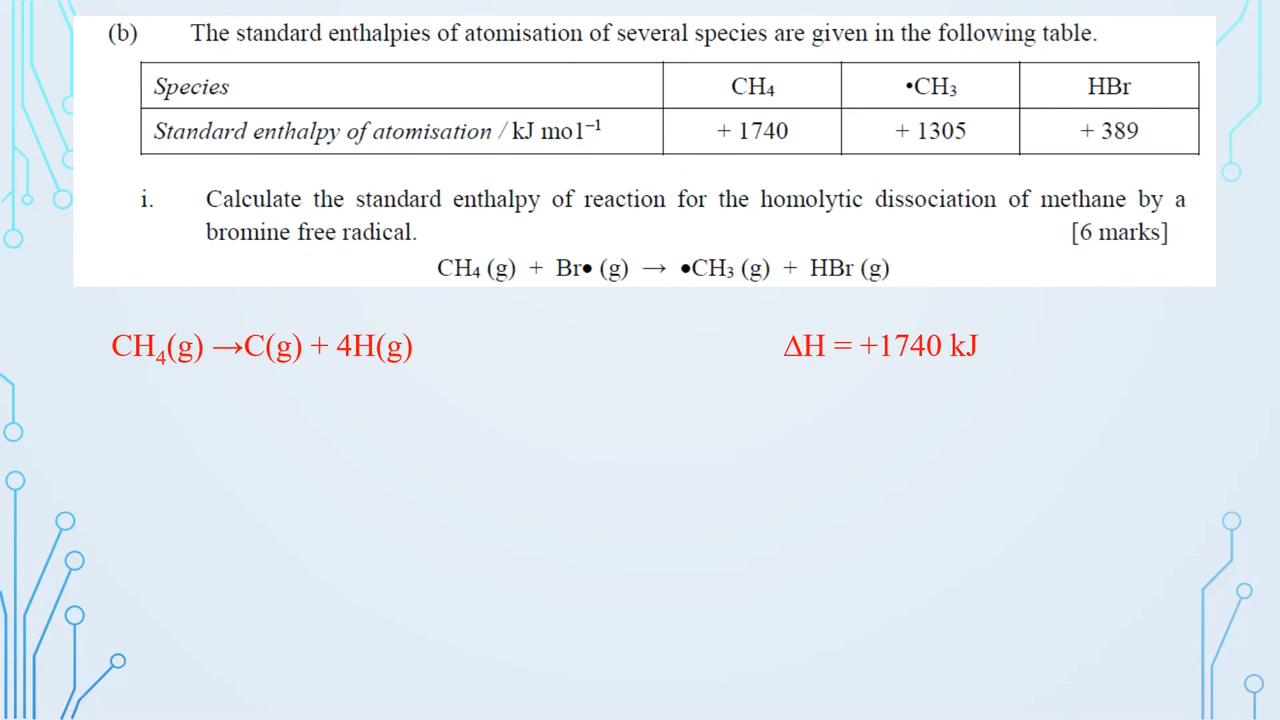 (b) The standard enthalpies of atomisation of several species are given in the following table.
Species CH₄ •CH₃ HBr
Standard enthalpy of atomisation / kJ mol⁻¹ + 1740 + 1305 + 389
i. Calculate the standard enthalpy of reaction for the homolytic dissociation of methane by a
bromine free radical. [6 marks]
CH₄ (g) + Br● (g) → ●CH₃ (g) + HBr (g)
CH₄(g) →C(g) + 4H(g) ΔH = +1740 kJ